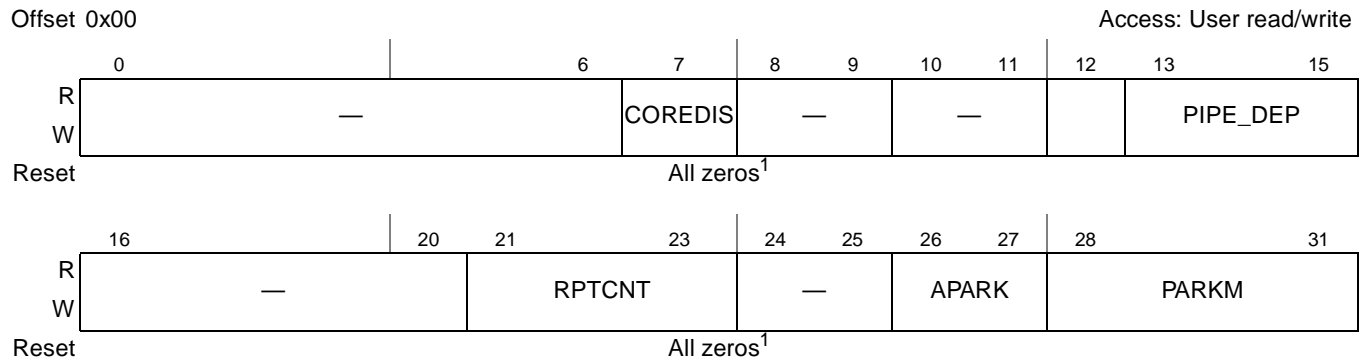 Offset 0x00 Access: User read/write
0 6 7 8 9 10 11 12 13 15
R
W
— COREDIS — — PIPE_DEP
Reset All zeros1
16 20 21 23 24 25 26 27 28 31
R
W
— RPTCNT — APARK PARKM
Reset All zeros1